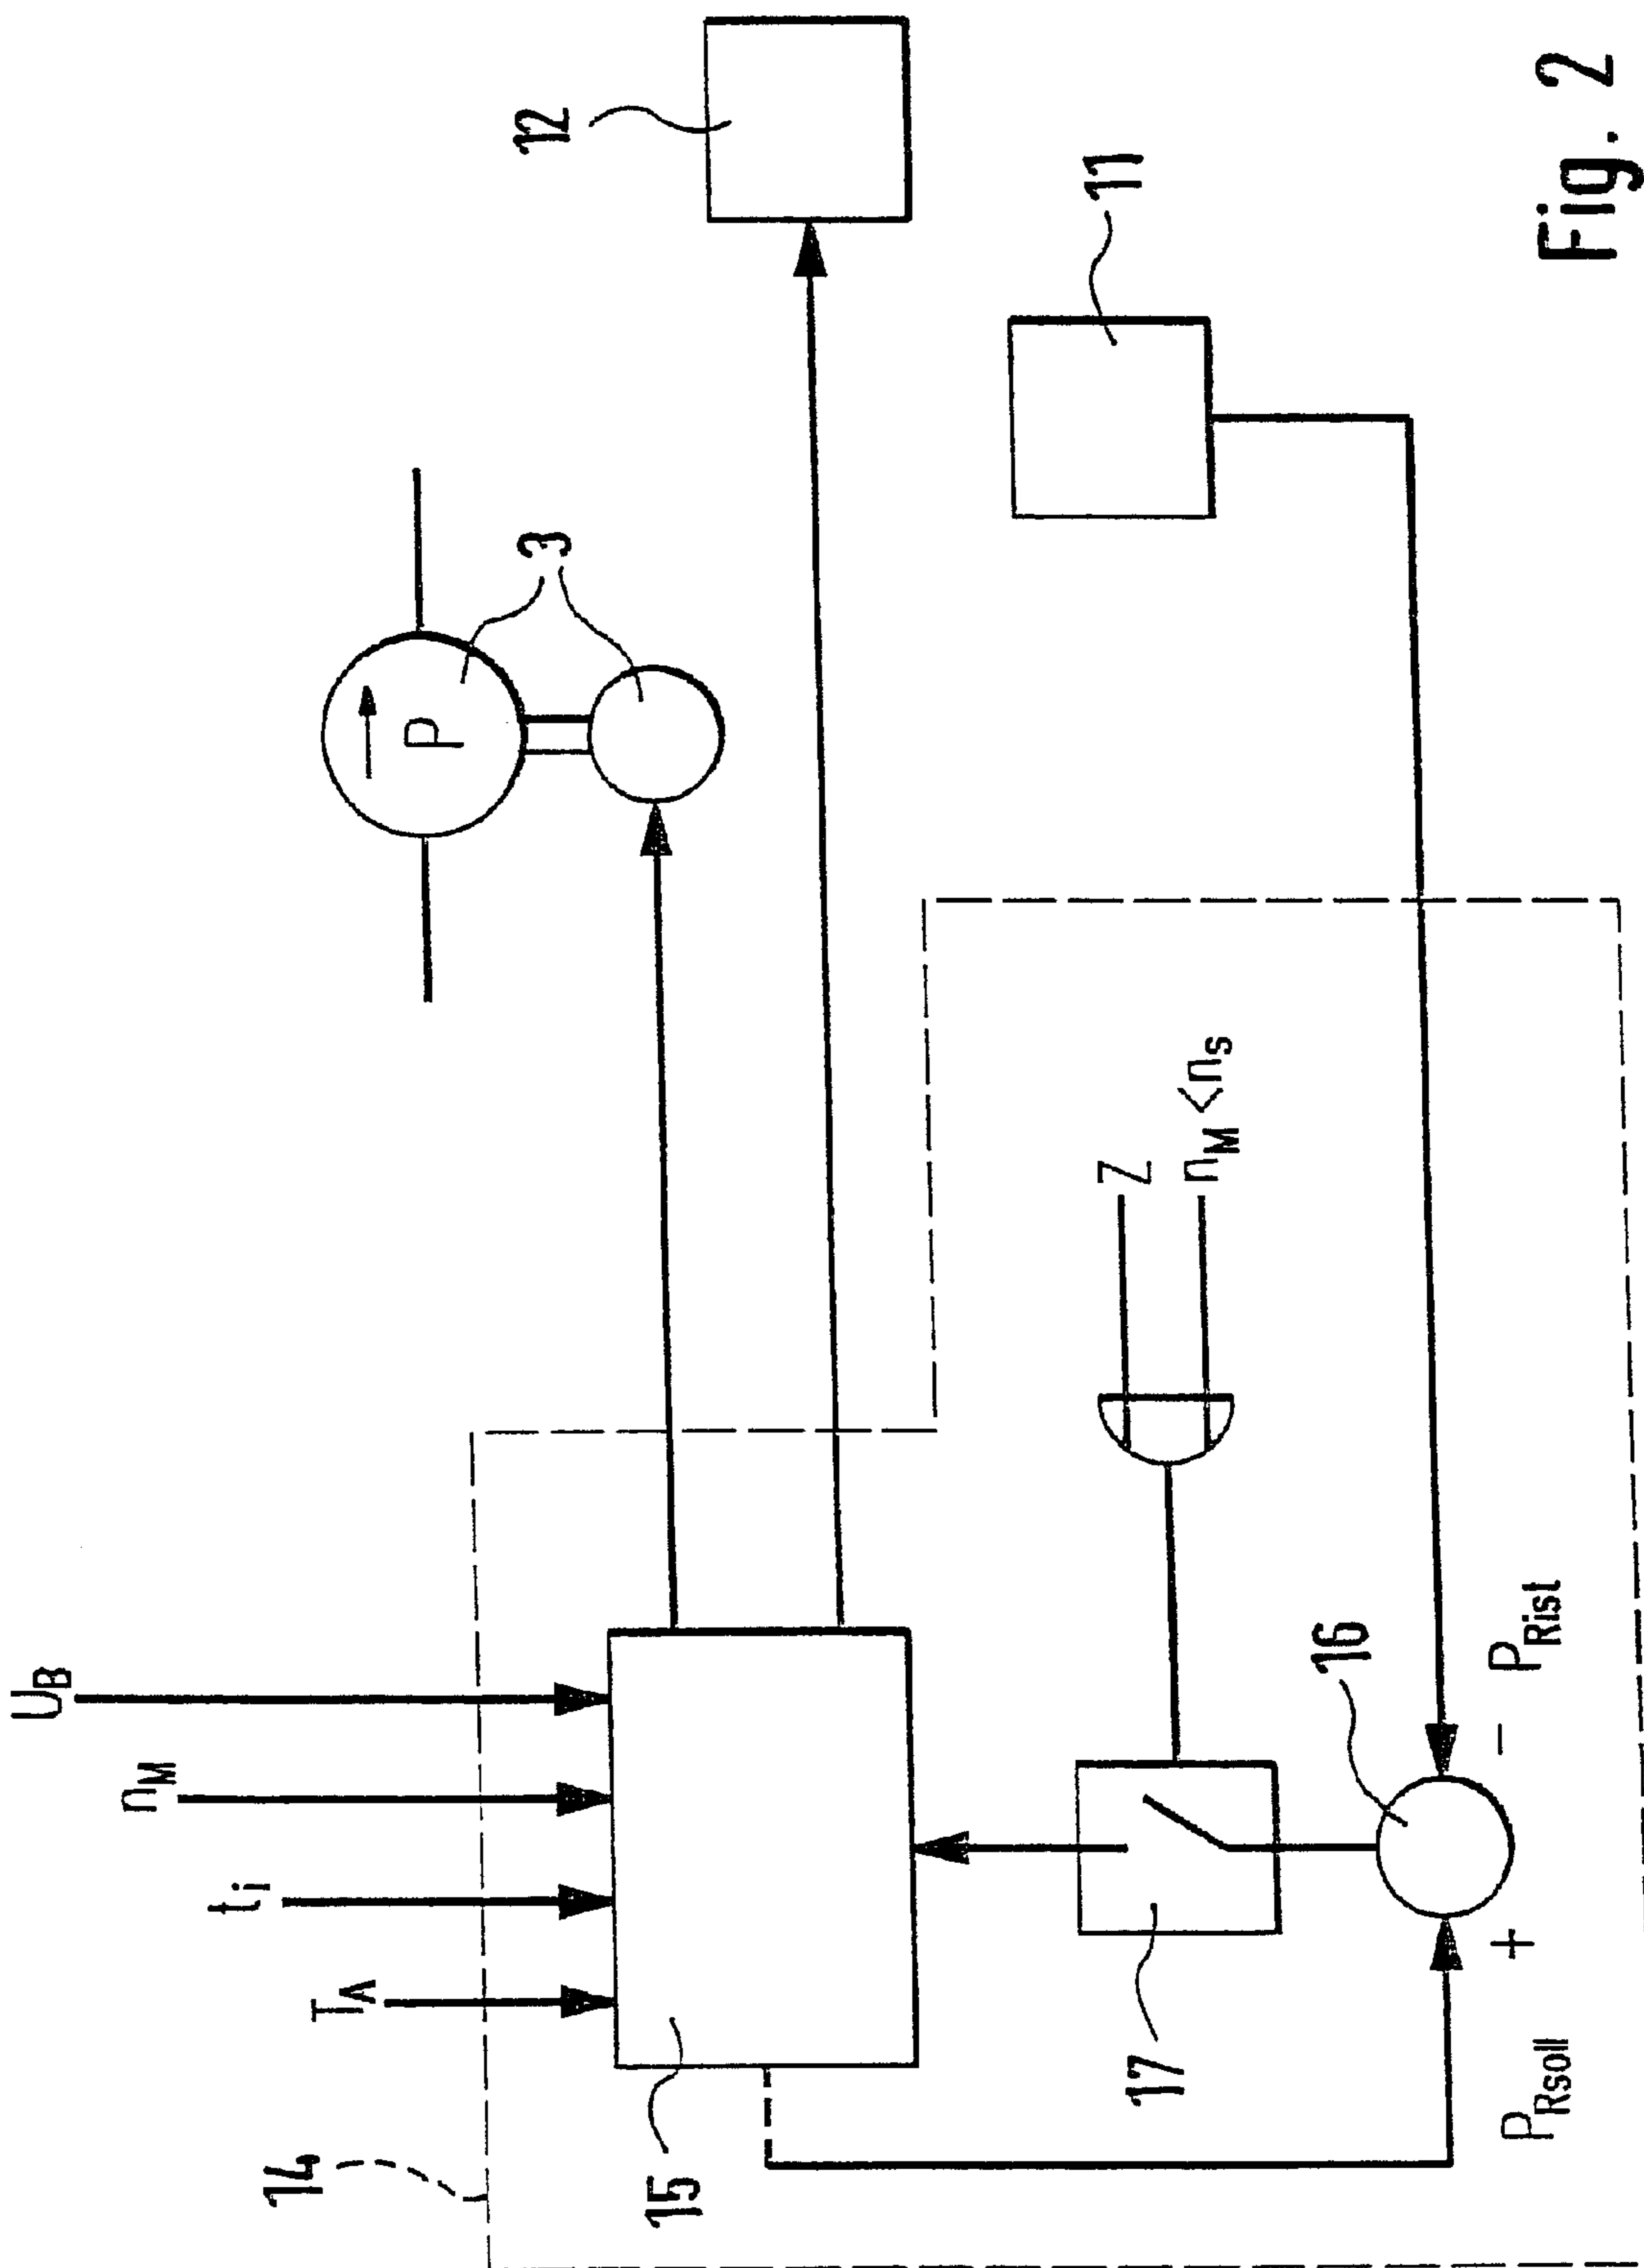 U_B
n_M
t_i
T_A
14
P
3
12
15
11
Z
n_M < n_S
17
16
+
-
P_Rsoll
P_Rist
Fig. 2